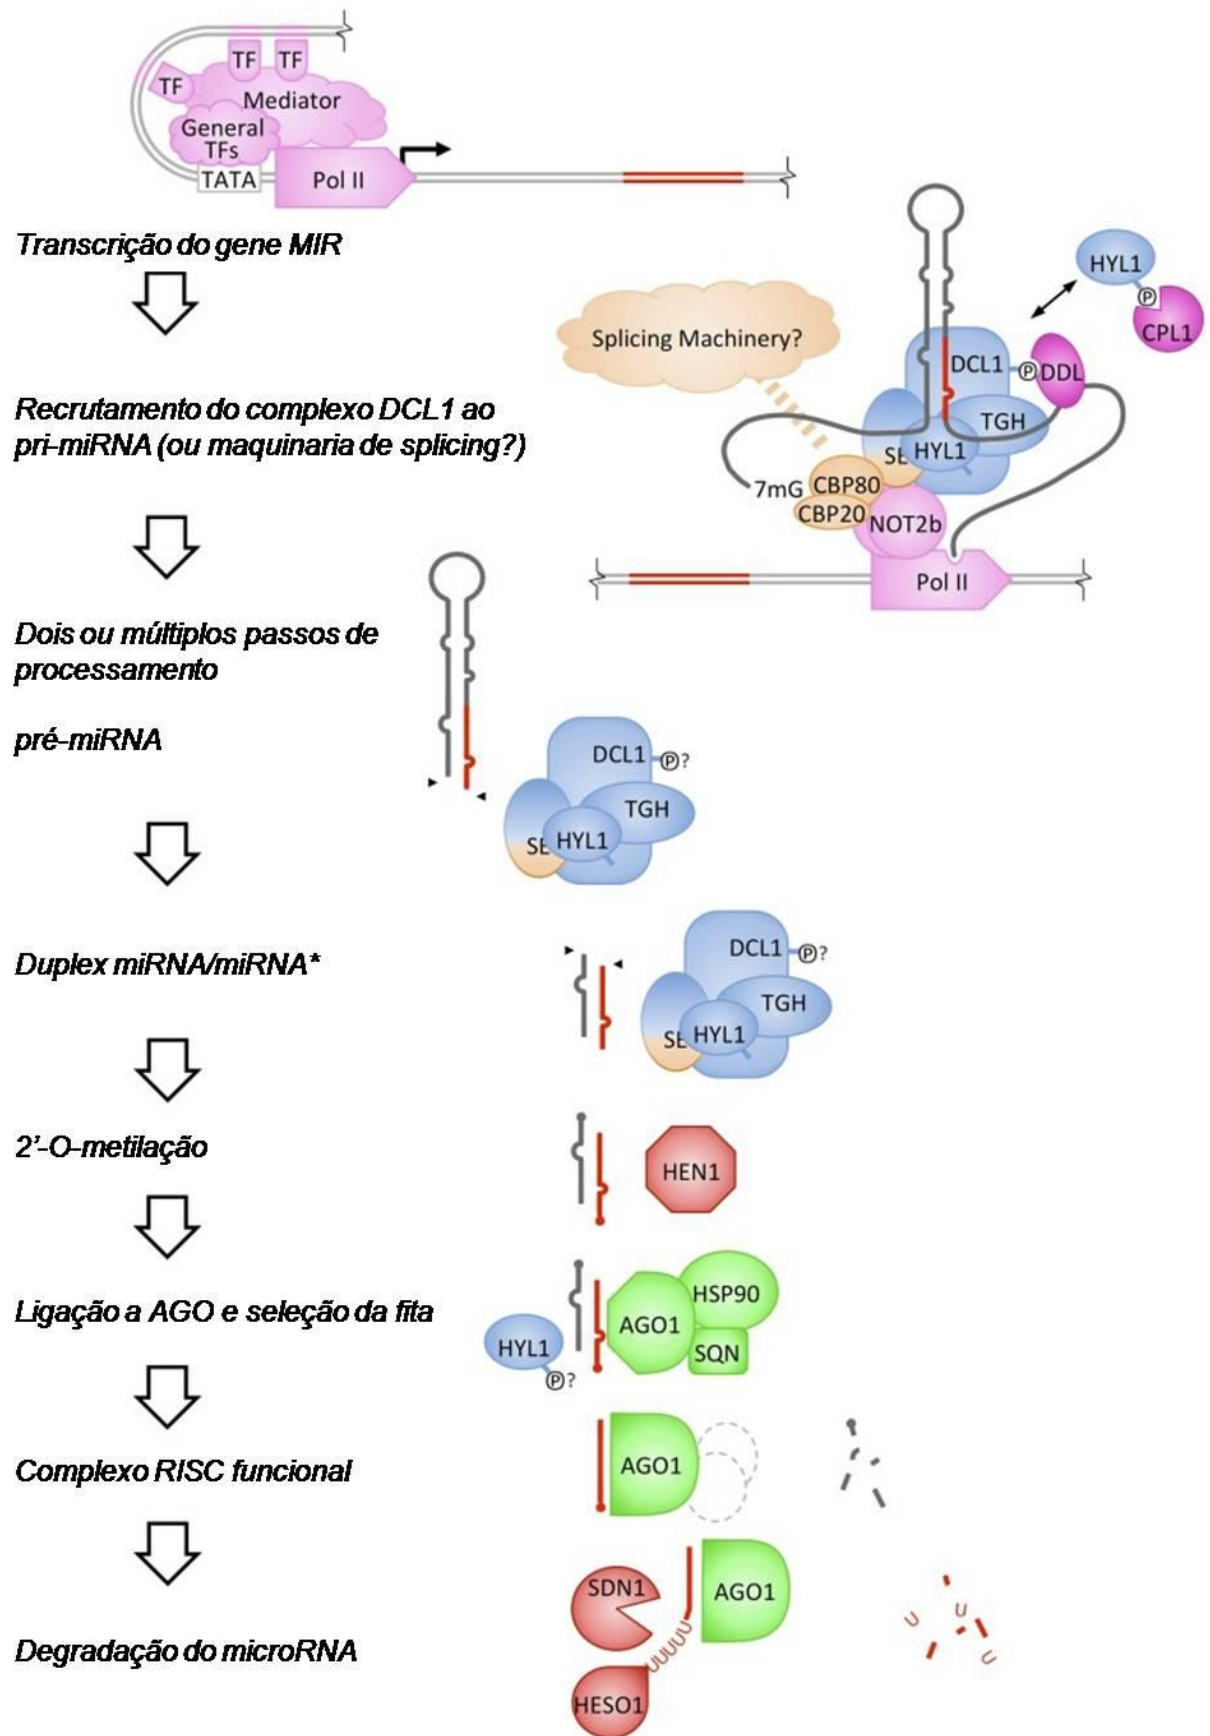 TF
TF
TF
Mediator
General
TFs
TATA
Pol II
Transcrição do gene MIR
HYL1
P
CPL1
Splicing Machinery?
DCL1
P
DDL
TGH
SE
HYL1
7mG
CBP80
CBP20
NOT2b
Pol II
Recrutamento do complexo DCL1 ao
pri-miRNA (ou maquinaria de splicing?)
Dois ou múltiplos passos de
processamento
pré-miRNA
DCL1
P?
TGH
SE
HYL1
Duplex miRNA/miRNA*
DCL1
P?
TGH
SE
HYL1
2'-O-metilação
HEN1
Ligação a AGO e seleção da fita
HYL1
P?
AGO1
HSP90
SQN
Complexo RISC funcional
AGO1
Degradação do microRNA
SDN1
AGO1
UUUUU
HESO1
U
U
U